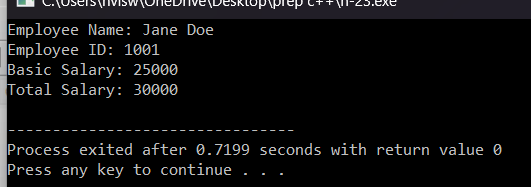 C:\Users\nvisw\OneDrive\Desktop\prep c++\n-23.exe
Employee Name: Jane Doe
Employee ID: 1001
Basic Salary: 25000
Total Salary: 30000
--------------------------------
Process exited after 0.7199 seconds with return value 0
Press any key to continue . . .